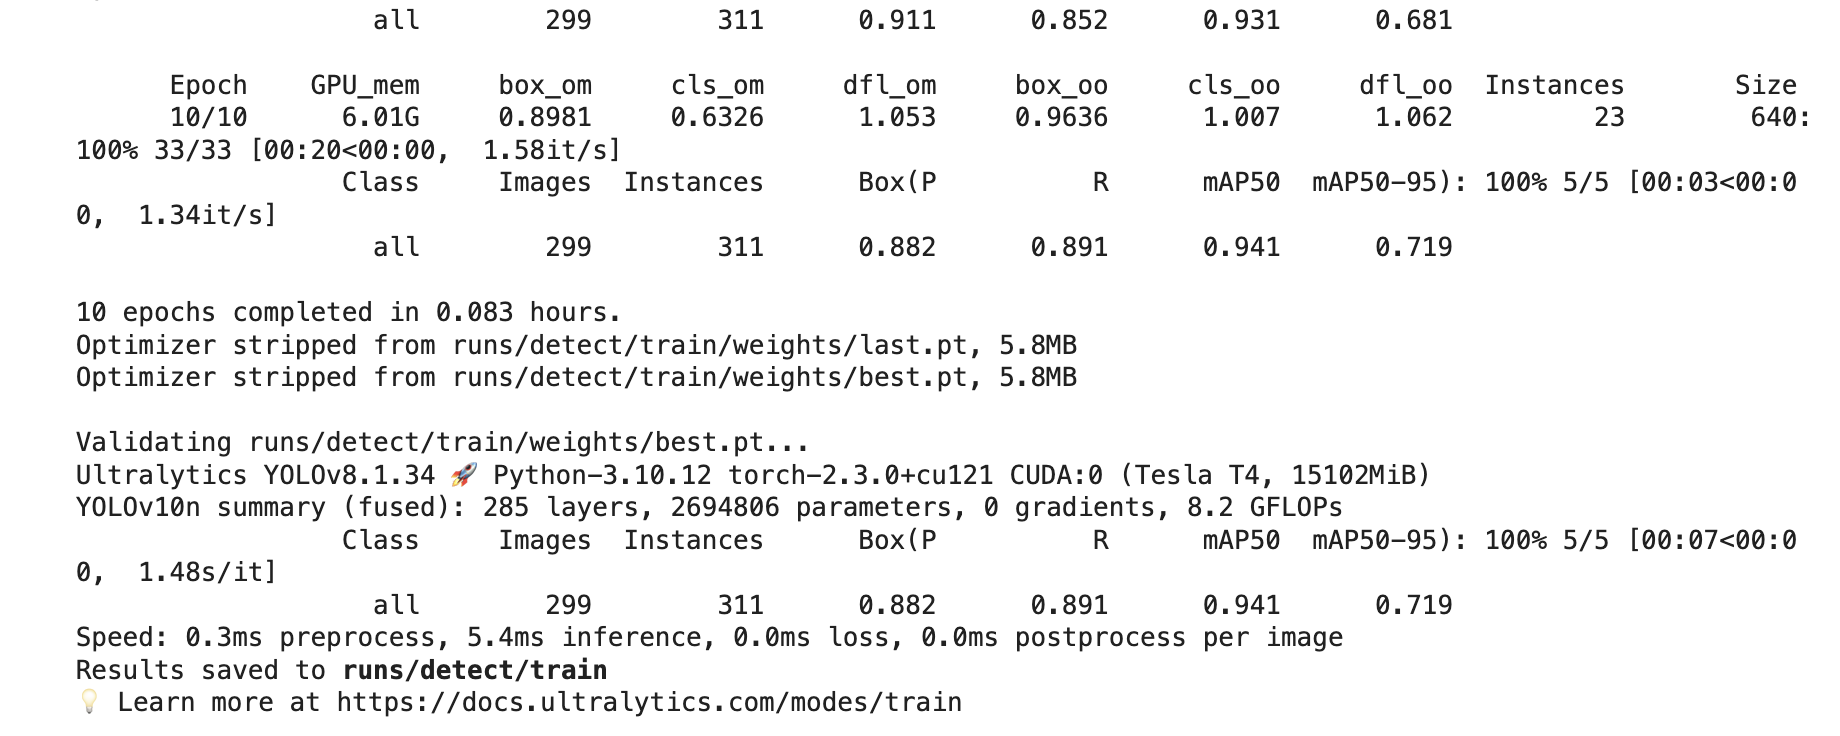 all 299 311 0.911 0.852 0.931 0.681
Epoch GPU_mem box_om cls_om dfl_om box_oo cls_oo dfl_oo Instances Size
10/10 6.01G 0.8981 0.6326 1.053 0.9636 1.007 1.062 23 640:
100% 33/33 [00:20<00:00, 1.58it/s]
Class Images Instances Box(P R mAP50 mAP50-95): 100% 5/5 [00:03<00:0
0, 1.34it/s]
all 299 311 0.882 0.891 0.941 0.719
10 epochs completed in 0.083 hours.
Optimizer stripped from runs/detect/train/weights/last.pt, 5.8MB
Optimizer stripped from runs/detect/train/weights/best.pt, 5.8MB
Validating runs/detect/train/weights/best.pt...
Ultralytics YOLOv8.1.34 🚀 Python-3.10.12 torch-2.3.0+cu121 CUDA:0 (Tesla T4, 15102MiB)
YOLOv10n summary (fused): 285 layers, 2694806 parameters, 0 gradients, 8.2 GFLOPs
Class Images Instances Box(P R mAP50 mAP50-95): 100% 5/5 [00:07<00:0
0, 1.48s/it]
all 299 311 0.882 0.891 0.941 0.719
Speed: 0.3ms preprocess, 5.4ms inference, 0.0ms loss, 0.0ms postprocess per image
Results saved to runs/detect/train
💡 Learn more at https://docs.ultralytics.com/modes/train